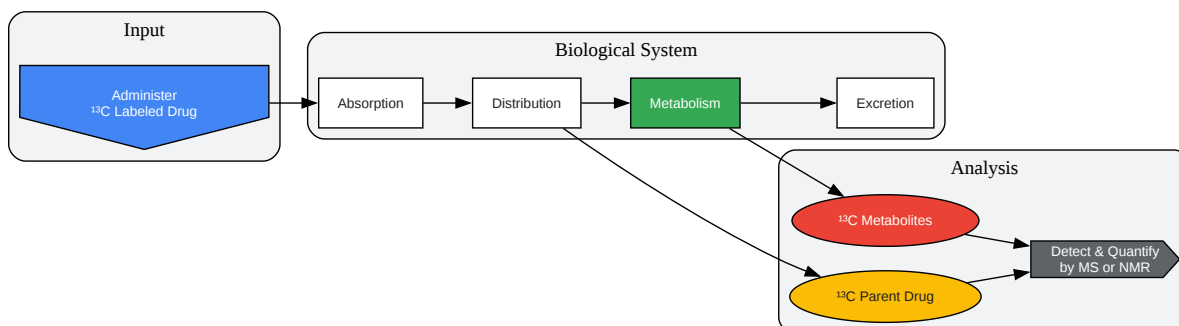 Input
Administer
¹³C Labeled Drug
Biological System
Absorption
Distribution
Metabolism
Excretion
Analysis
¹³C Metabolites
¹³C Parent Drug
Detect & Quantify
by MS or NMR